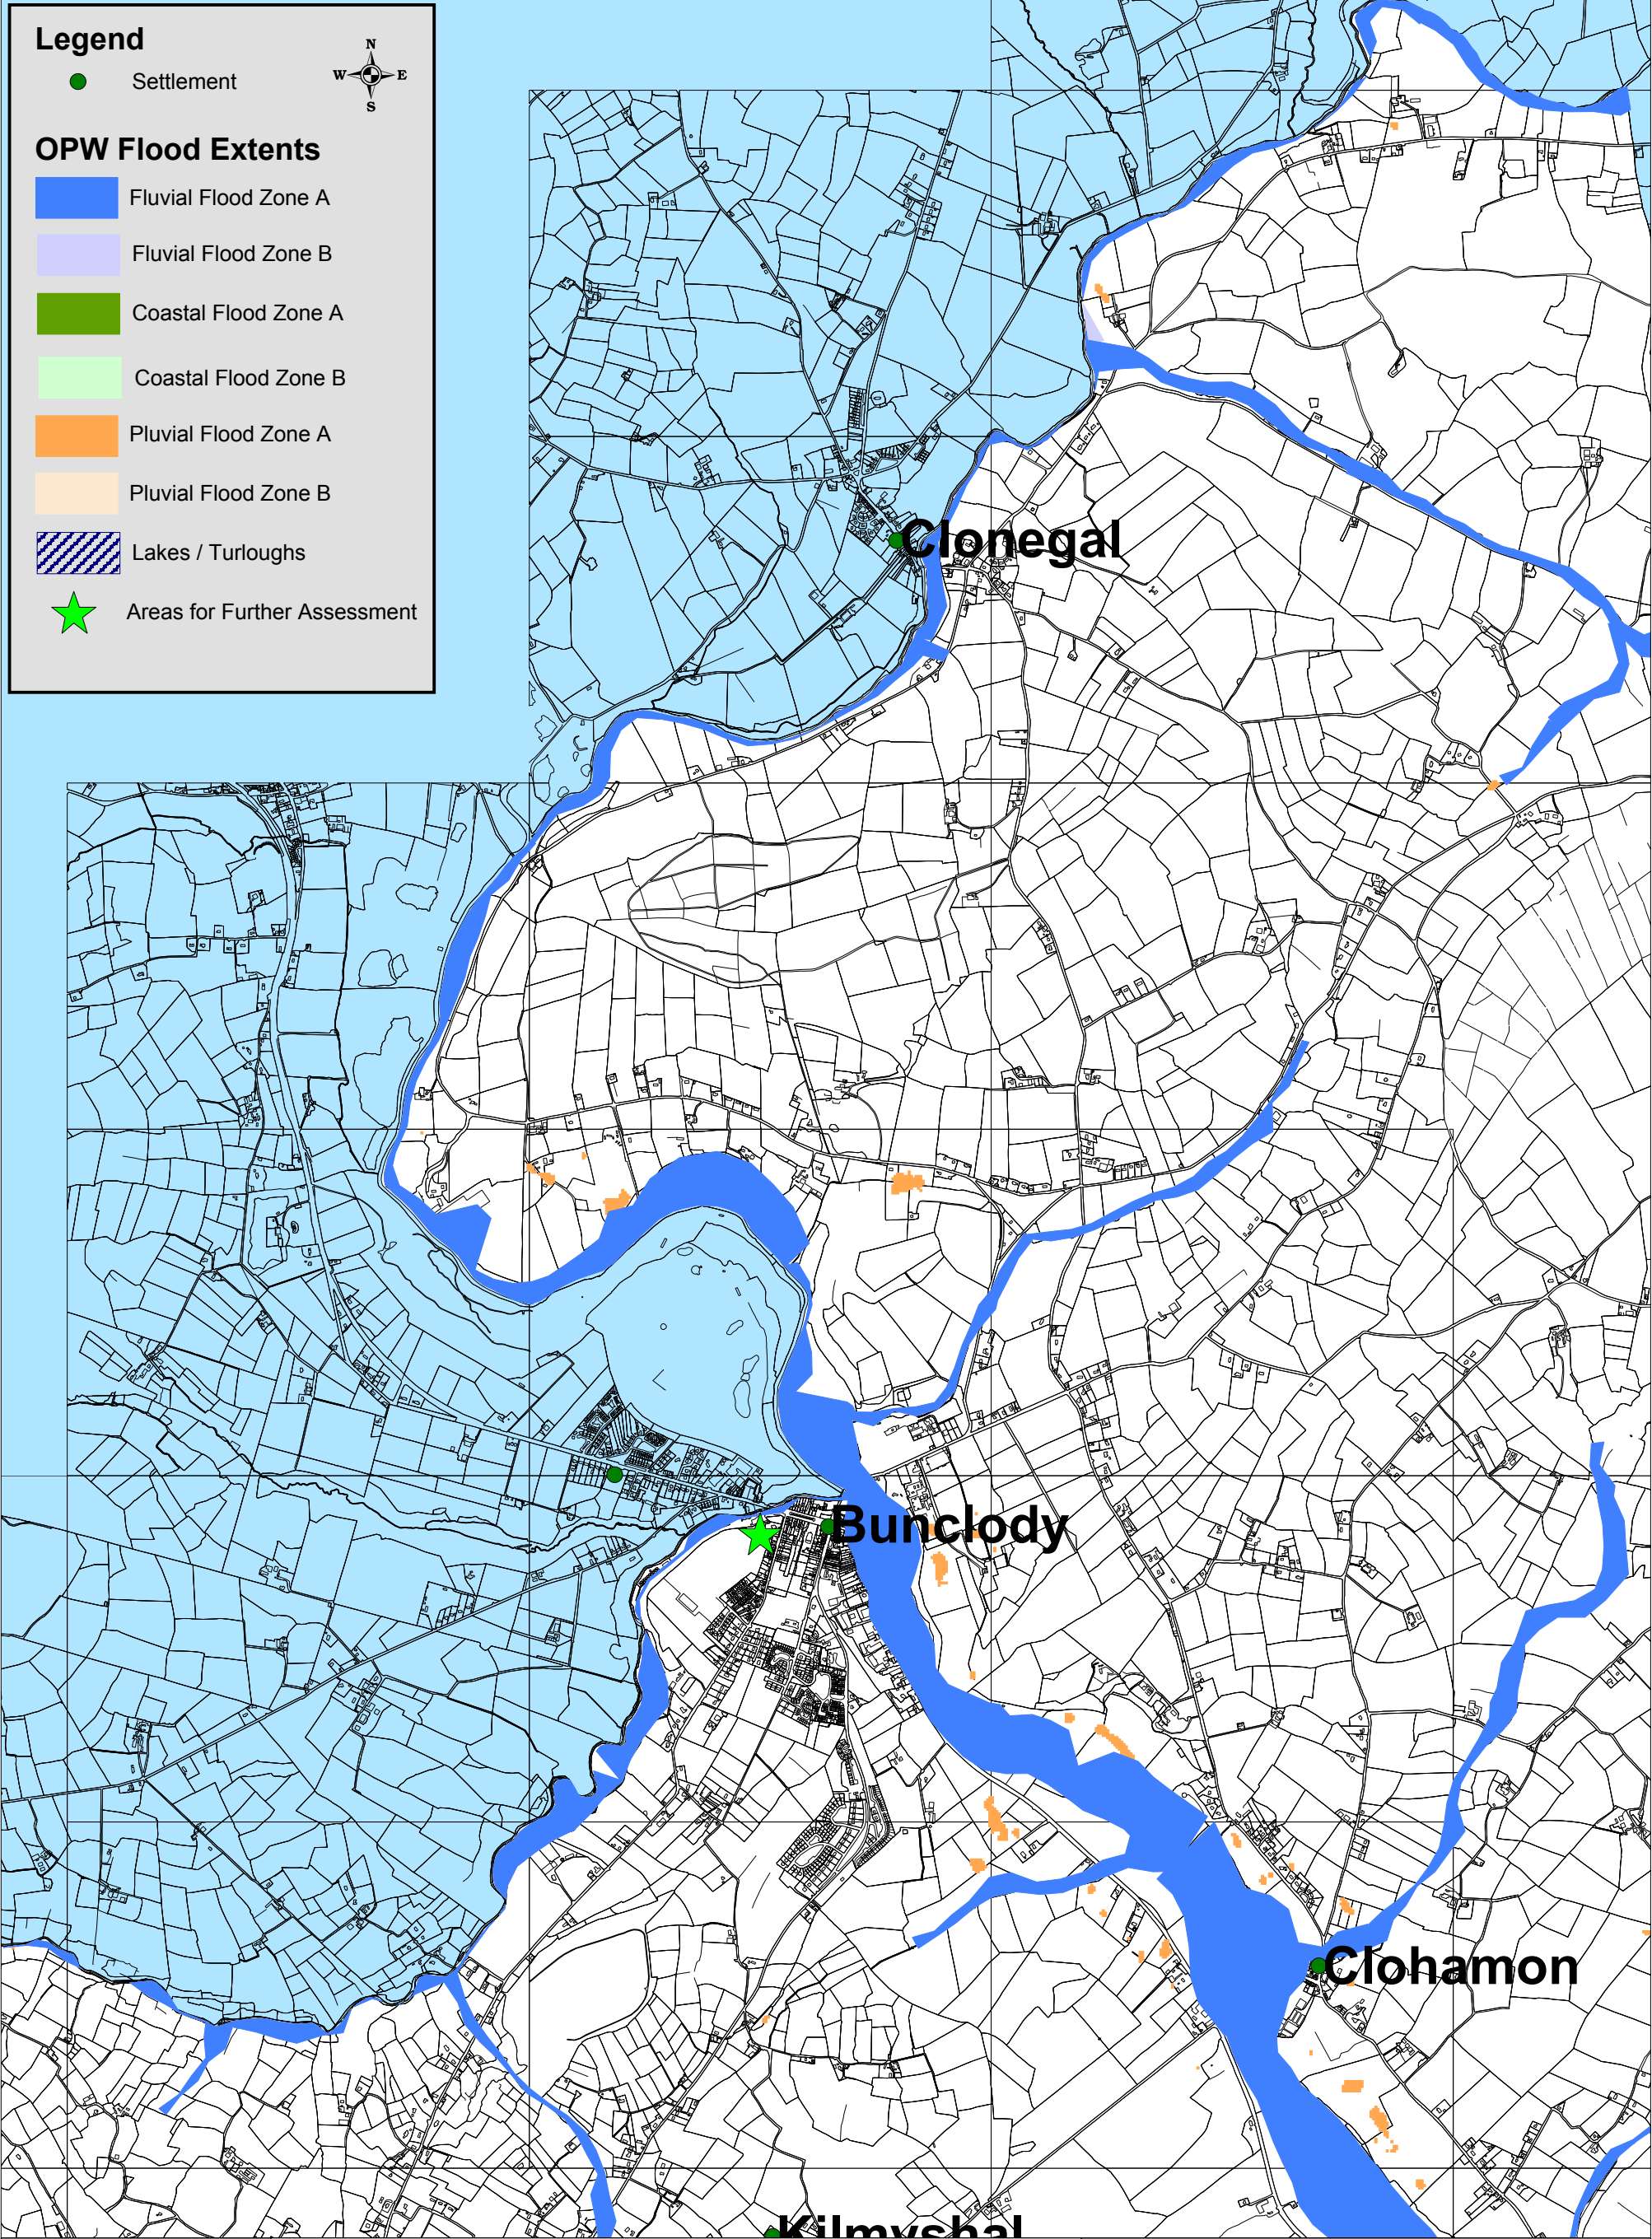 Legend
N
W E
S
Settlement
OPW Flood Extents
Fluvial Flood Zone A
Fluvial Flood Zone B
Coastal Flood Zone A
Coastal Flood Zone B
Pluvial Flood Zone A
Pluvial Flood Zone B
Lakes / Turloughs
Areas for Further Assessment
Clonegal
Bunclody
Clohamon
Kilmyshal